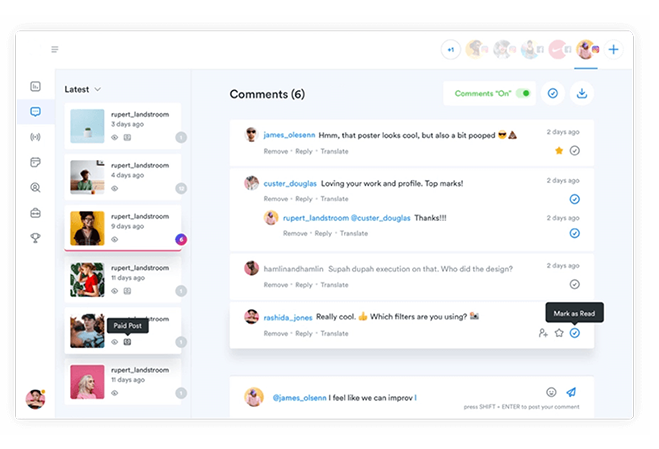 +1
Latest
rupert_landstroom
3 days ago
rupert_landstroom
4 days ago
rupert_landstroom
9 days ago
6
rupert_landstroom
11 days ago
rupert_landstroom
Paid Post
rupert_landstroom
11 days ago
Comments (6)
Comments "On"
james_olesenn Hmm, that poster looks cool, but also a bit pooped 😎💩
2 days ago
Remove • Reply • Translate
custer_douglas Loving your work and profile. Top marks!
2 days ago
Remove • Reply • Translate
rupert_landstroom @custer_douglas Thanks!!!
2 days ago
Remove • Reply • Translate
hamlinandhamlin Supah dupah execution on that. Who did the design?
2 days ago
rashida_jones Really cool. 👍 Which filters are you using? 📸
Mark as Read
Remove • Reply • Translate
@james_olsenn I feel like we can improv
press SHIFT + ENTER to post your comment